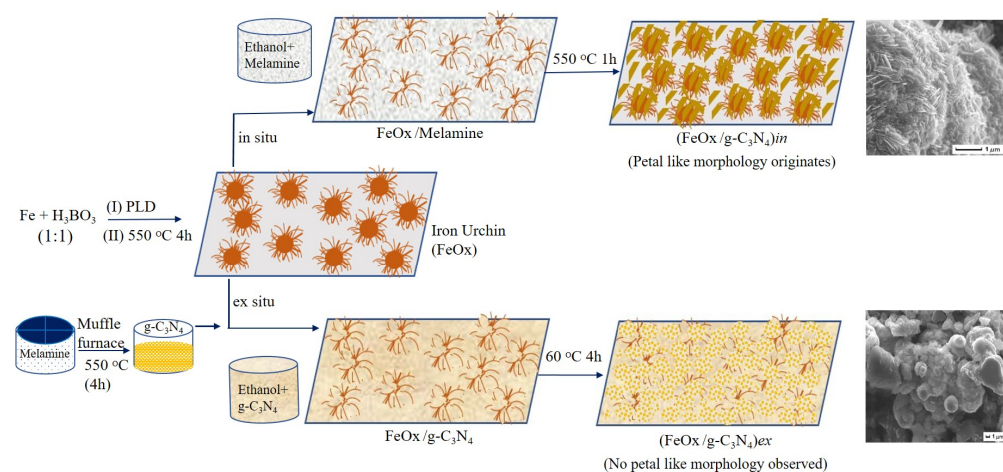 Ethanol+
Melamine
550 °C 1h
FeOx /Melamine
(FeOx /g-C₃N₄)in
(Petal like morphology originates)
1 µm
in situ
Fe + H₃BO₃
(1:1)
(I) PLD
(II) 550 °C 4h
Iron Urchin
(FeOx)
ex situ
Melamine
Muffle
furnace
550 °C
(4h)
g-C₃N₄
Ethanol+
g-C₃N₄
60 °C 4h
FeOx /g-C₃N₄
(FeOx /g-C₃N₄)ex
(No petal like morphology observed)
1 µm